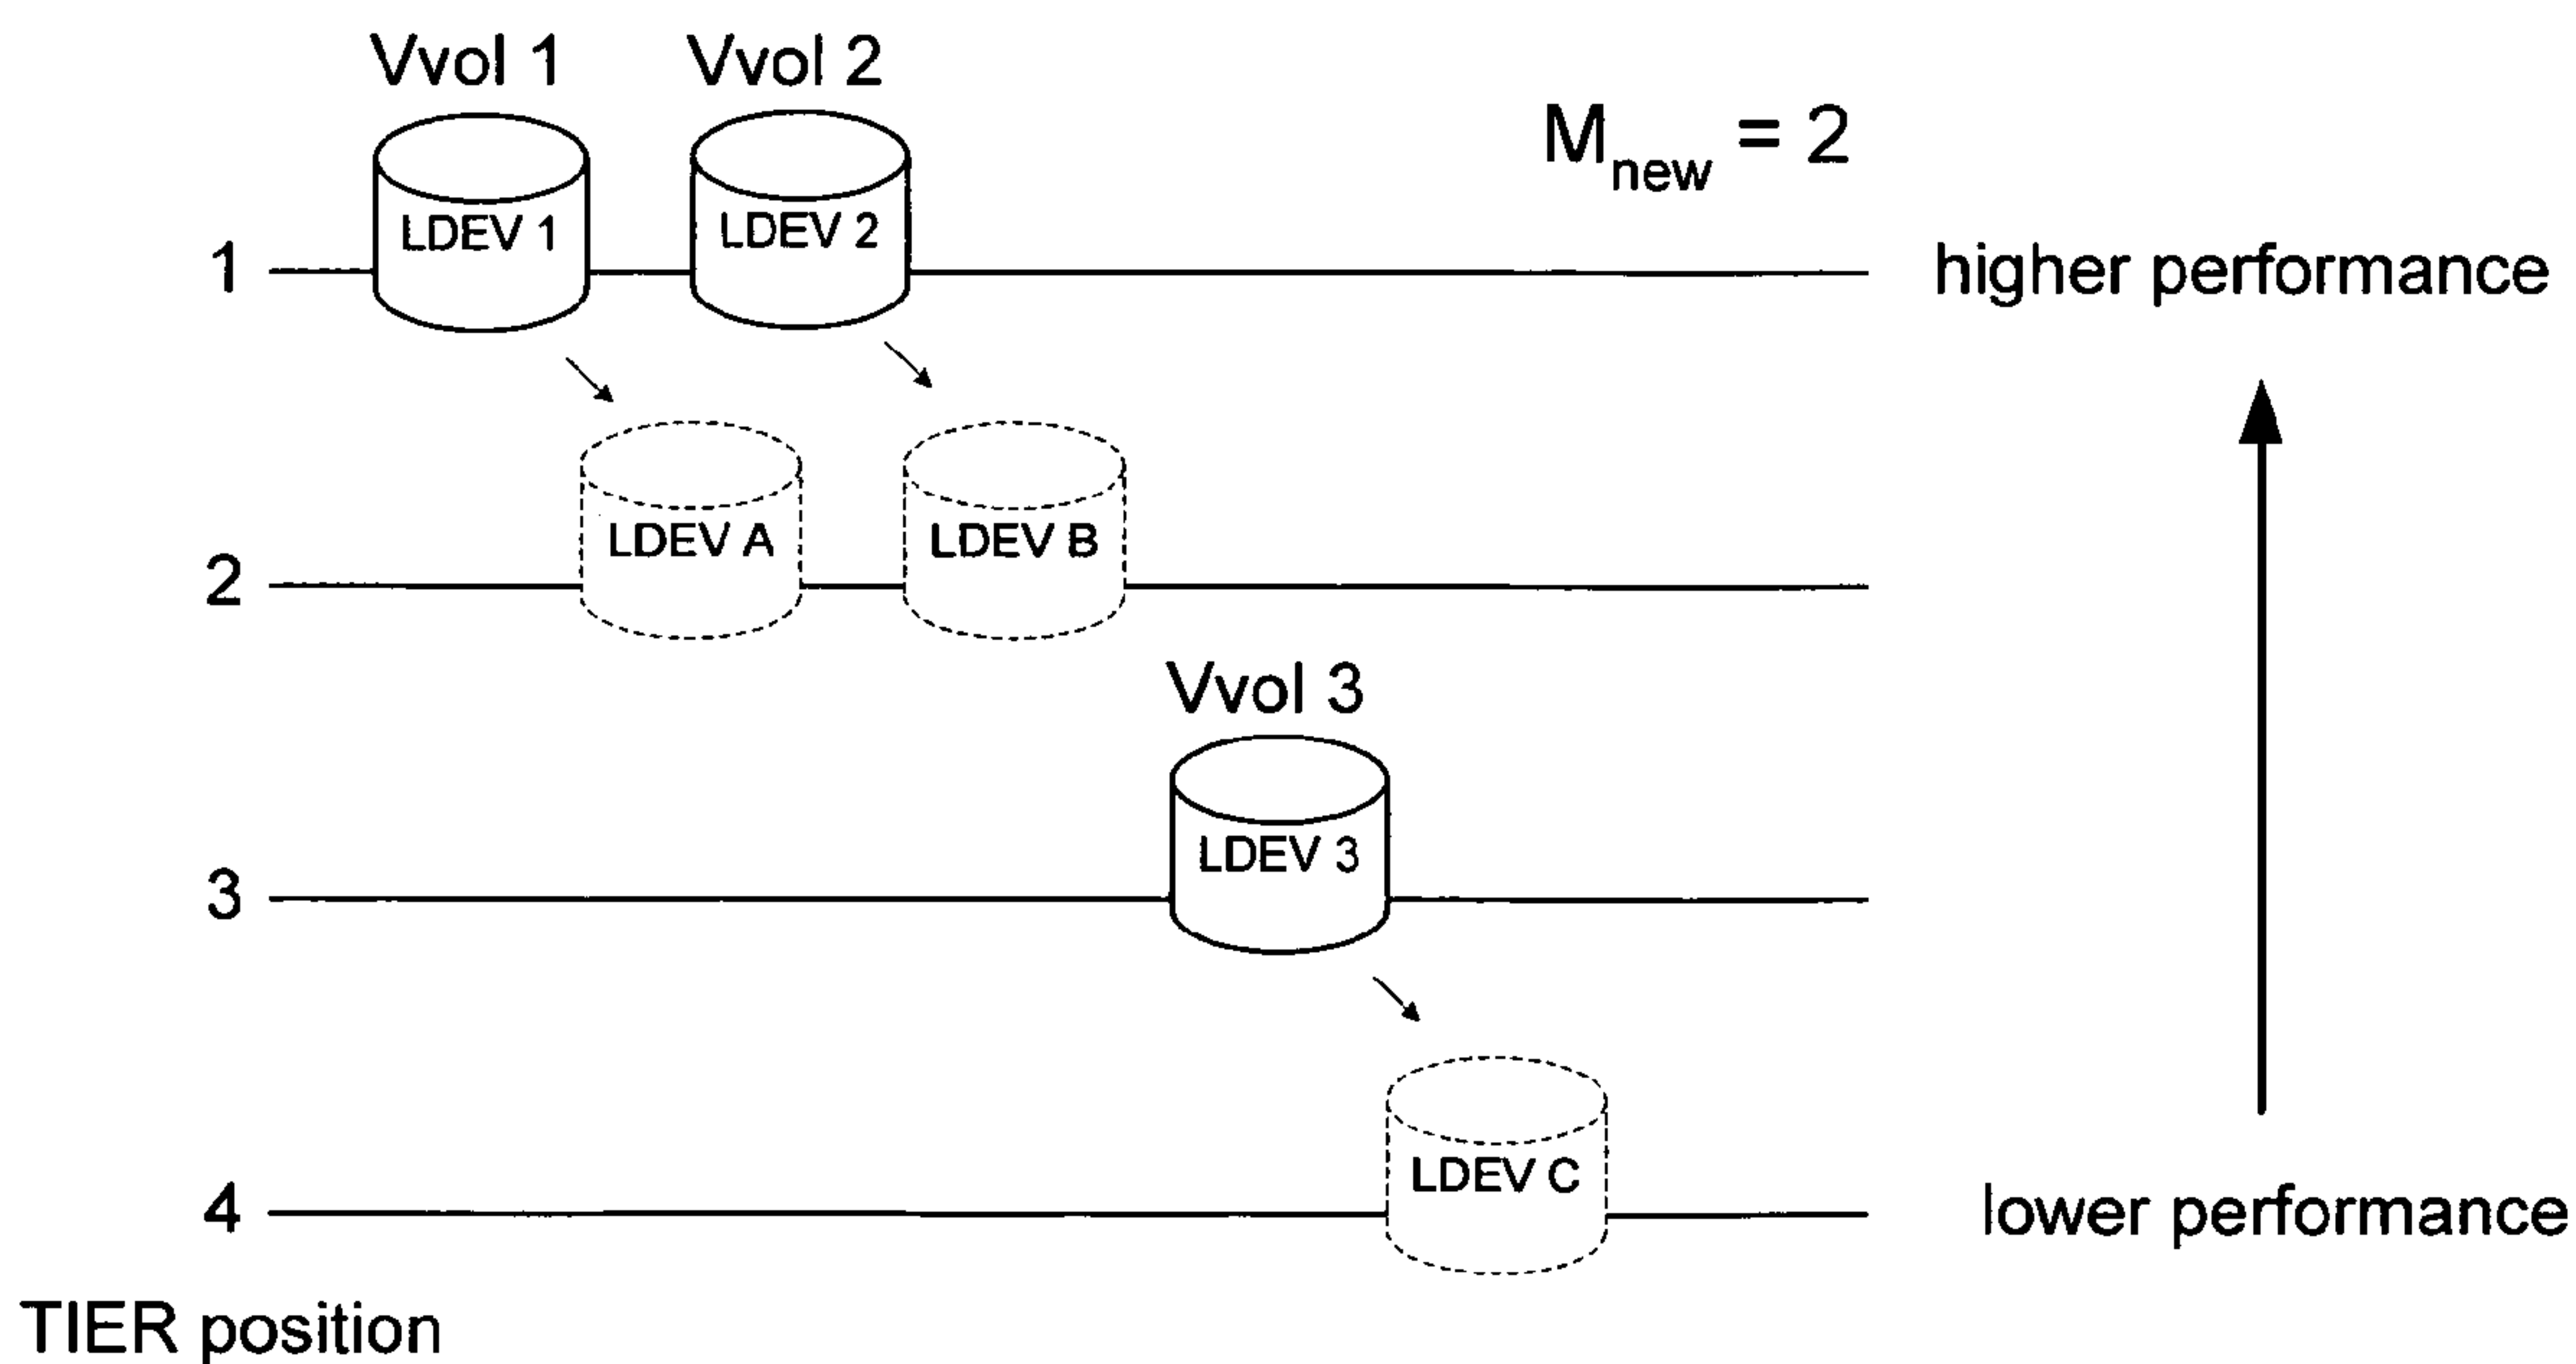 Vvol 1 Vvol 2
M_new = 2
LDEV 1 LDEV 2
1 higher performance
LDEV A LDEV B
2
Vvol 3
LDEV 3
3
LDEV C
4 lower performance
TIER position